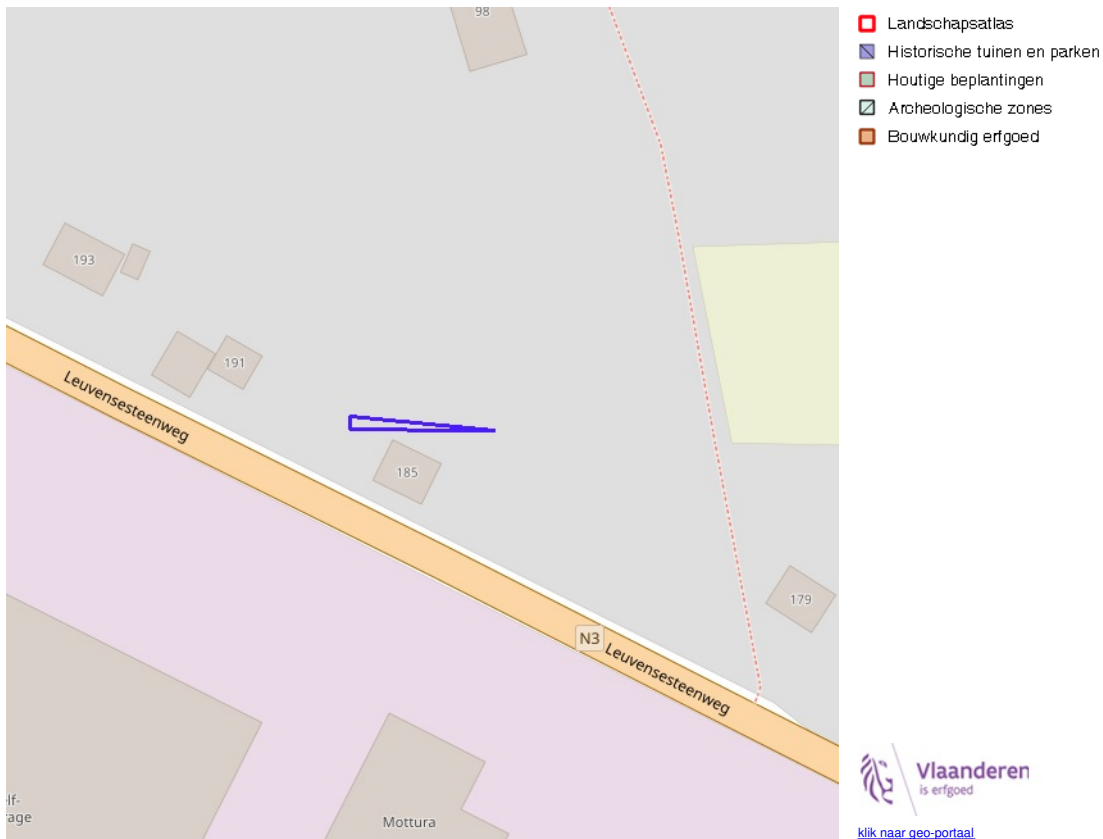 98
193
191
Leuvensesteenweg
185
179
N3
Leuvensesteenweg
Mottura
Landschapsatlas
Historische tuinen en parken
Houtige beplantingen
Archeologische zones
Bouwkundig erfgoed
Vlaanderen
is erfgoed
klik naar geo-portaal